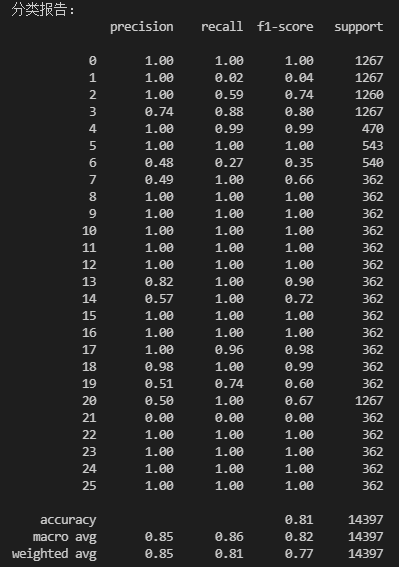 分类报告：
precision recall f1-score support
0 1.00 1.00 1.00 1267
1 1.00 0.02 0.04 1267
2 1.00 0.59 0.74 1260
3 0.74 0.88 0.80 1267
4 1.00 0.99 0.99 470
5 1.00 1.00 1.00 543
6 0.48 0.27 0.35 540
7 0.49 1.00 0.66 362
8 1.00 1.00 1.00 362
9 1.00 1.00 1.00 362
10 1.00 1.00 1.00 362
11 1.00 1.00 1.00 362
12 1.00 1.00 1.00 362
13 0.82 1.00 0.90 362
14 0.57 1.00 0.72 362
15 1.00 1.00 1.00 362
16 1.00 1.00 1.00 362
17 1.00 0.96 0.98 362
18 0.98 1.00 0.99 362
19 0.51 0.74 0.60 362
20 0.50 1.00 0.67 1267
21 0.00 0.00 0.00 362
22 1.00 1.00 1.00 362
23 1.00 1.00 1.00 362
24 1.00 1.00 1.00 362
25 1.00 1.00 1.00 362
accuracy 0.81 14397
macro avg 0.85 0.86 0.82 14397
weighted avg 0.85 0.81 0.77 14397